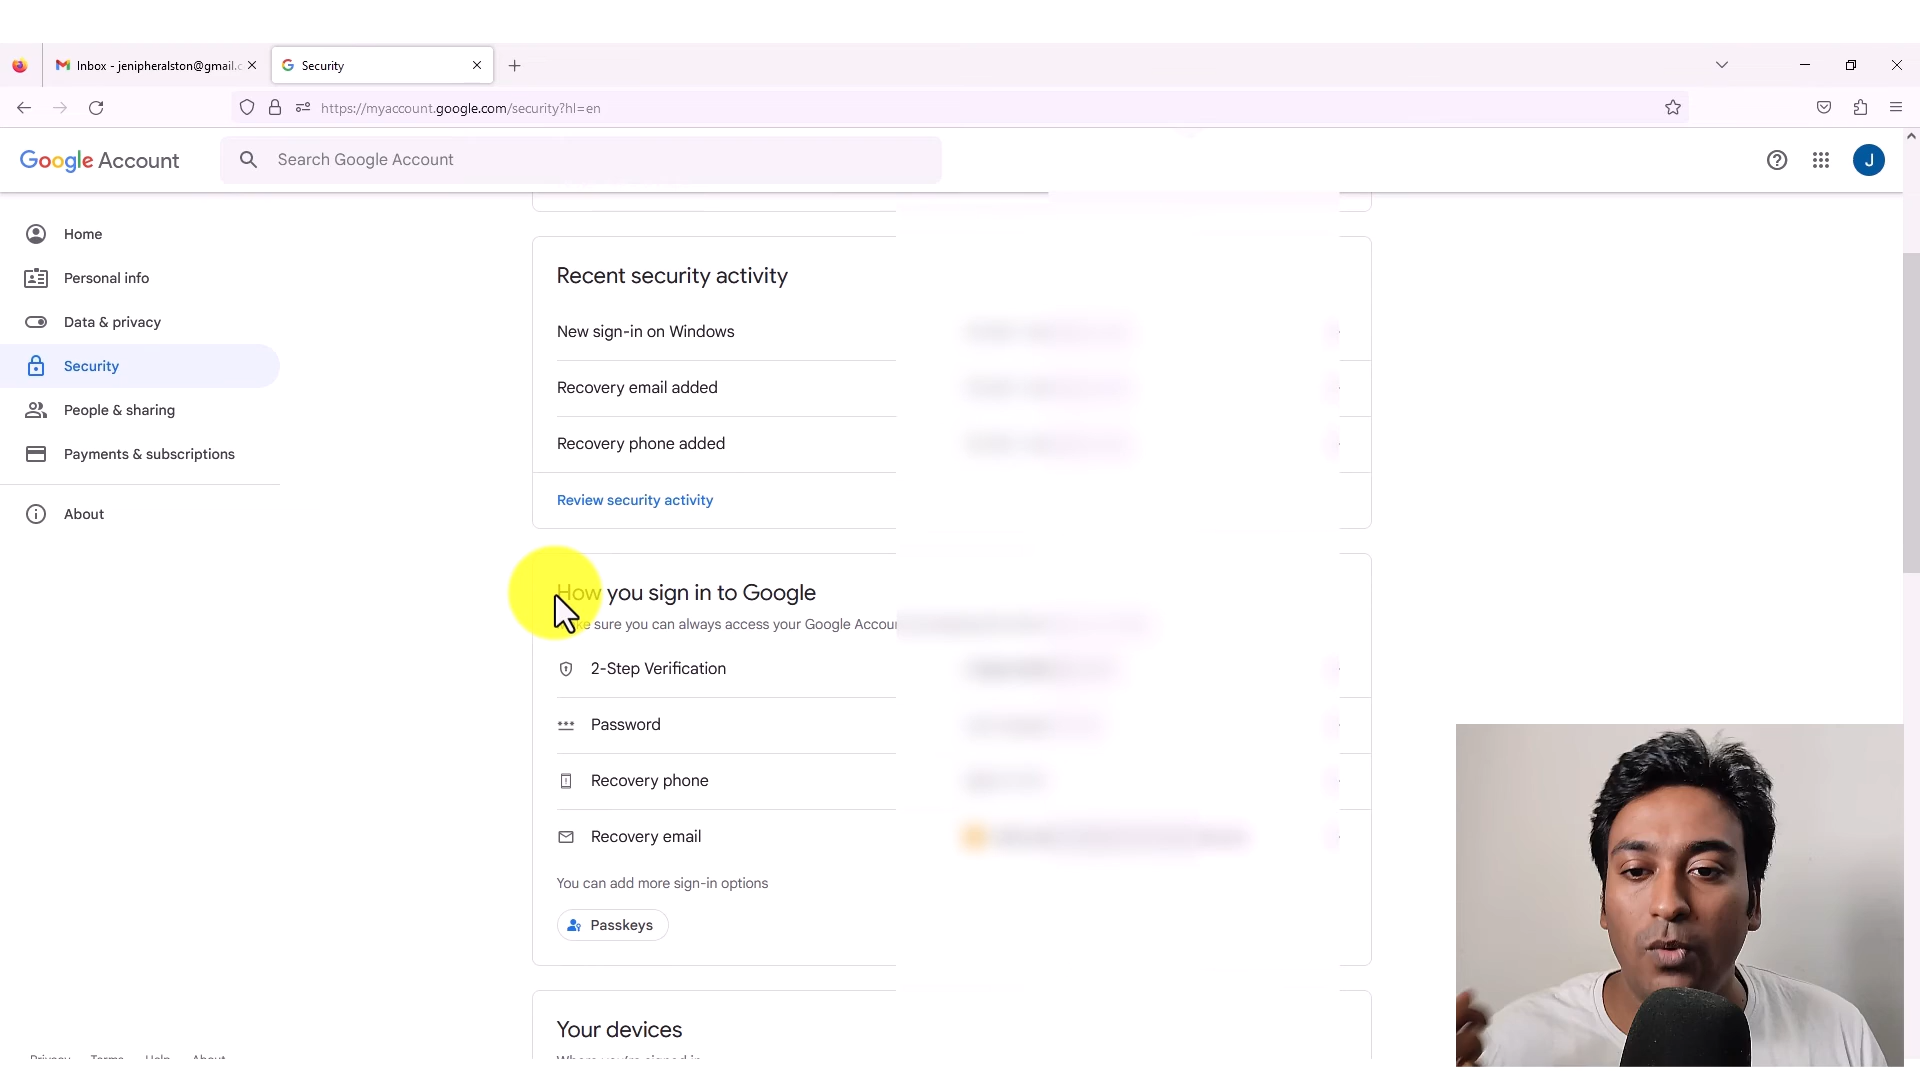 Inbox - jenipheralston@gmail.c
Security
https://myaccount.google.com/security?hl=en
Google Account
Search Google Account
J
Home
Personal info
Data & privacy
Security
People & sharing
Payments & subscriptions
About
Recent security activity
New sign-in on Windows
Recovery email added
Recovery phone added
Review security activity
How you sign in to Google
sure you can always access your Google Accou
2-Step Verification
Password
Recovery phone
Recovery email
You can add more sign-in options
Passkeys
Your devices